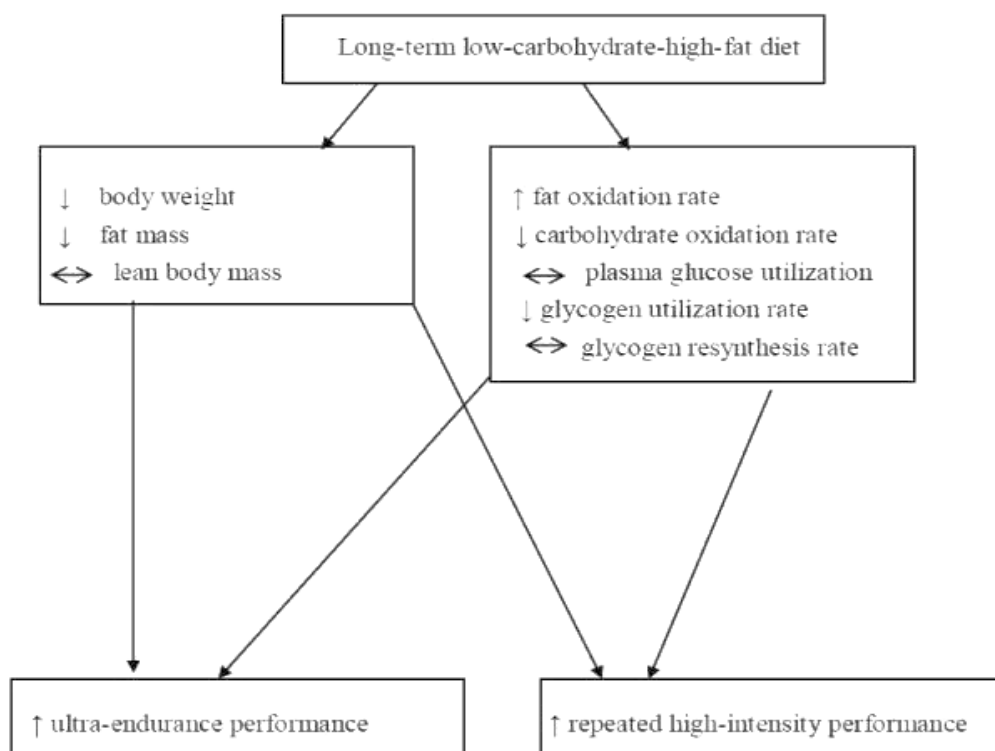 Long-term low-carbohydrate-high-fat diet
↓ body weight
↓ fat mass
↔ lean body mass
↑ fat oxidation rate
↓ carbohydrate oxidation rate
↔ plasma glucose utilization
↓ glycogen utilization rate
↔ glycogen resynthesis rate
↑ ultra-endurance performance
↑ repeated high-intensity performance